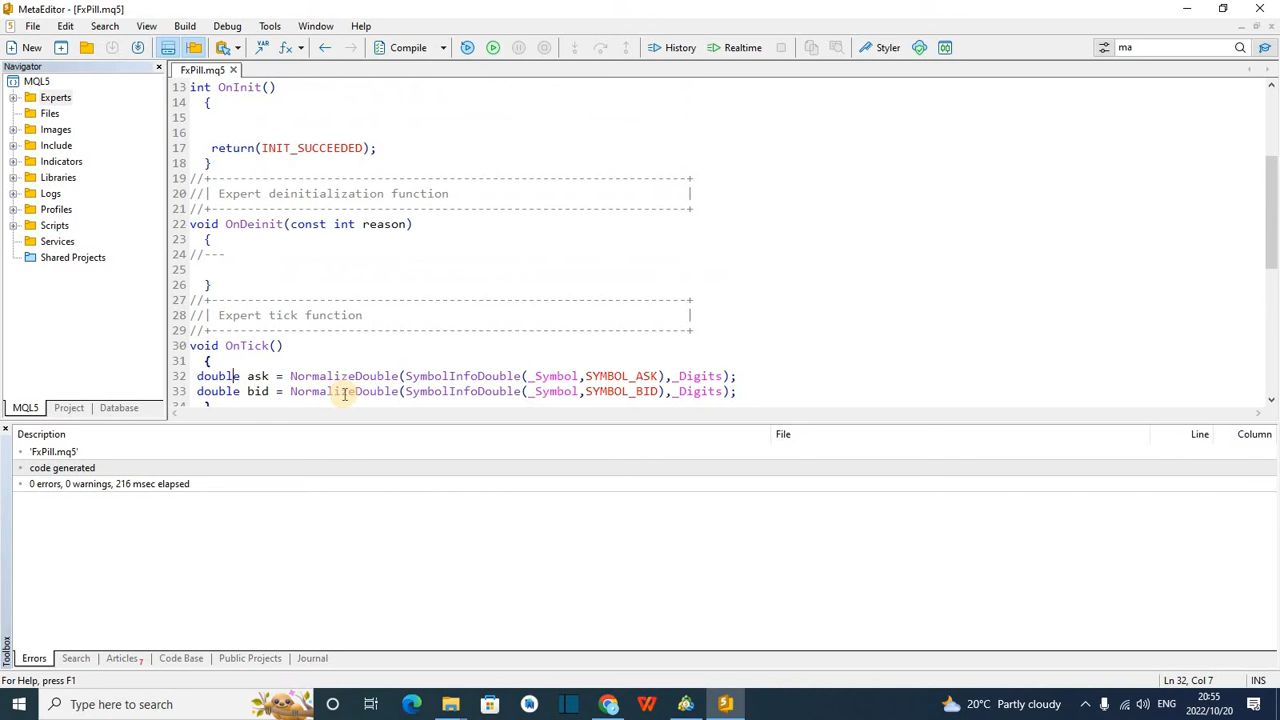 MetaEditor - [FxPill.mq5]
File Edit Search View Build Debug Tools Window Help
New Compile History Realtime Styler ma
Navigator
MQL5
Experts
Files
Images
Include
Indicators
Libraries
Logs
Profiles
Scripts
Services
Shared Projects
MQL5 Project Database
FxPill.mq5
13 int OnInit()
14 {
15
16
17 return(INIT_SUCCEEDED);
18 }
19 //+------------------------------------------------------------------+
20 //| Expert deinitialization function |
21 //+------------------------------------------------------------------+
22 void OnDeinit(const int reason)
23 {
24 //---
25
26 }
27 //+------------------------------------------------------------------+
28 //| Expert tick function |
29 //+------------------------------------------------------------------+
30 void OnTick()
31 {
32 double ask = NormalizeDouble(SymbolInfoDouble(_Symbol,SYMBOL_ASK),_Digits);
33 double bid = NormalizeDouble(SymbolInfoDouble(_Symbol,SYMBOL_BID),_Digits);
Description File Line Column
'FxPill.mq5'
code generated
0 errors, 0 warnings, 216 msec elapsed
Toolbox
Errors Search Articles 7 Code Base Public Projects Journal
For Help, press F1 Ln 32, Col 7 INS
Type here to search
20°C Partly cloudy
ENG
20:55
2022/10/20